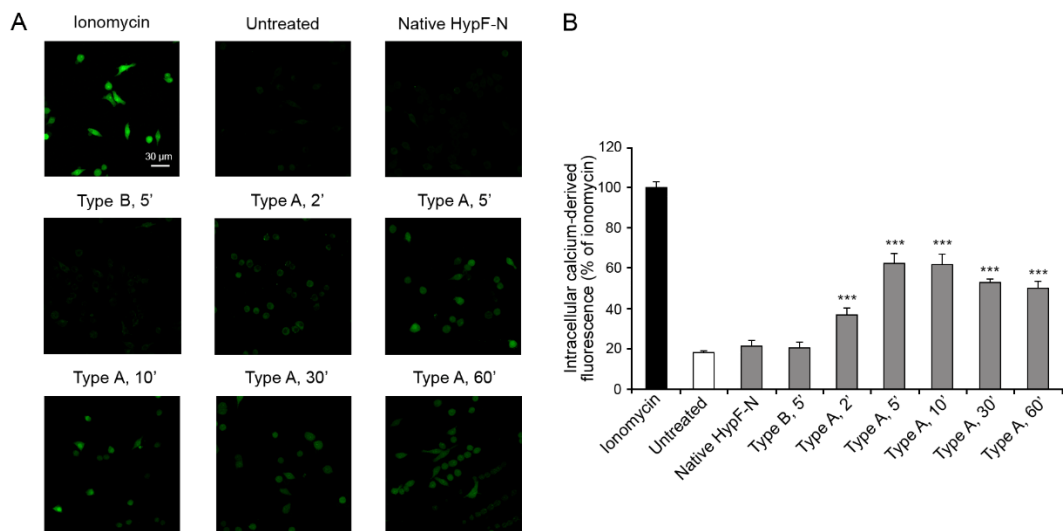 A
Ionomycin
Untreated
Native HypF-N
30 µm
Type B, 5’
Type A, 2’
Type A, 5’
Type A, 10’
Type A, 30’
Type A, 60’
B
Intracellular calcium-derived
fluorescence (% of ionomycin)
120
100
80
60
40
20
0
***
***
***
***
***
Ionomycin
Untreated
Native HypF-N
Type B, 5’
Type A, 2’
Type A, 5’
Type A, 10’
Type A, 30’
Type A, 60’